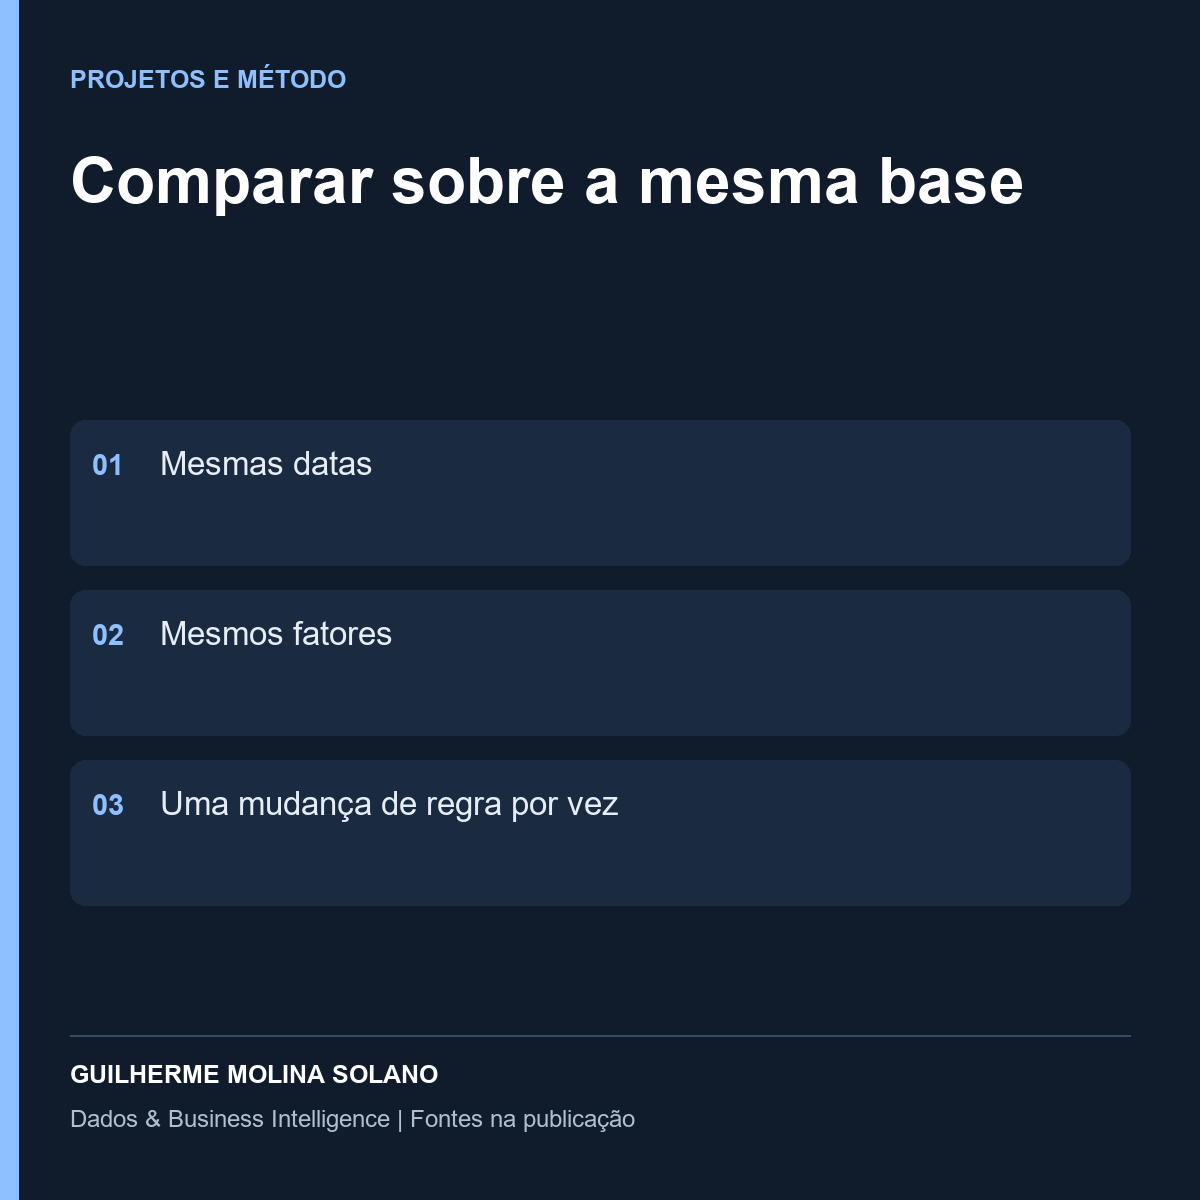 PROJETOS E MÉTODO
Comparar sobre a mesma base
01 Mesmas datas
02 Mesmos fatores
03 Uma mudança de regra por vez
GUILHERME MOLINA SOLANO
Dados & Business Intelligence | Fontes na publicação